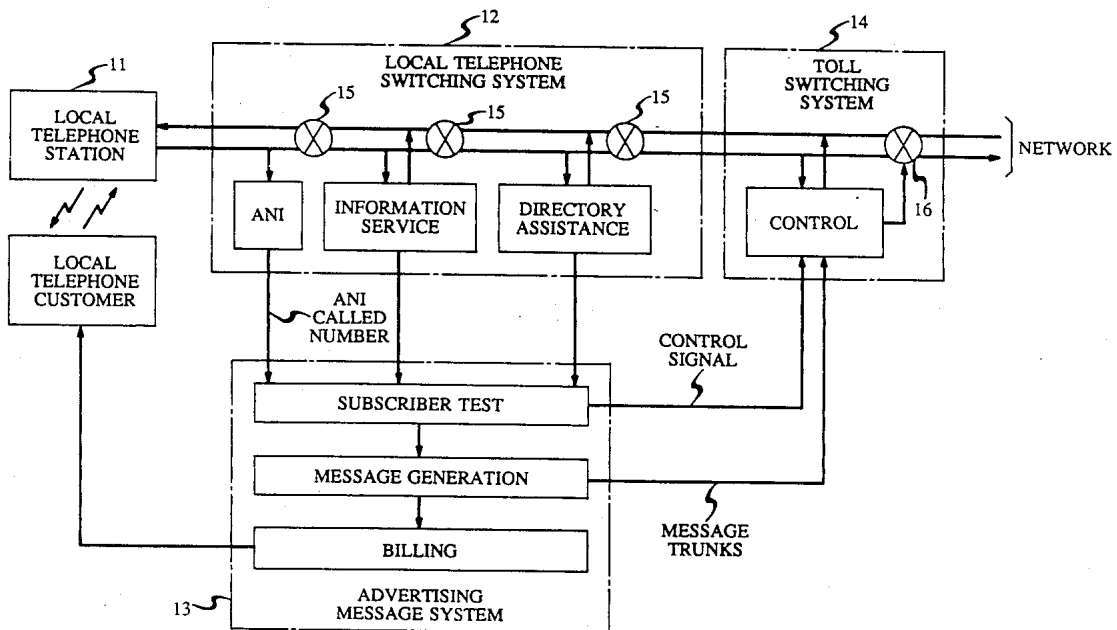 12
14
11
LOCAL TELEPHONE
SWITCHING SYSTEM
TOLL
SWITCHING
SYSTEM
15
15
15
LOCAL
TELEPHONE
STATION
NETWORK
16
ANI
INFORMATION
SERVICE
DIRECTORY
ASSISTANCE
CONTROL
LOCAL
TELEPHONE
CUSTOMER
ANI
CALLED
NUMBER
CONTROL
SIGNAL
SUBSCRIBER TEST
MESSAGE GENERATION
MESSAGE
TRUNKS
BILLING
ADVERTISING
MESSAGE SYSTEM
13